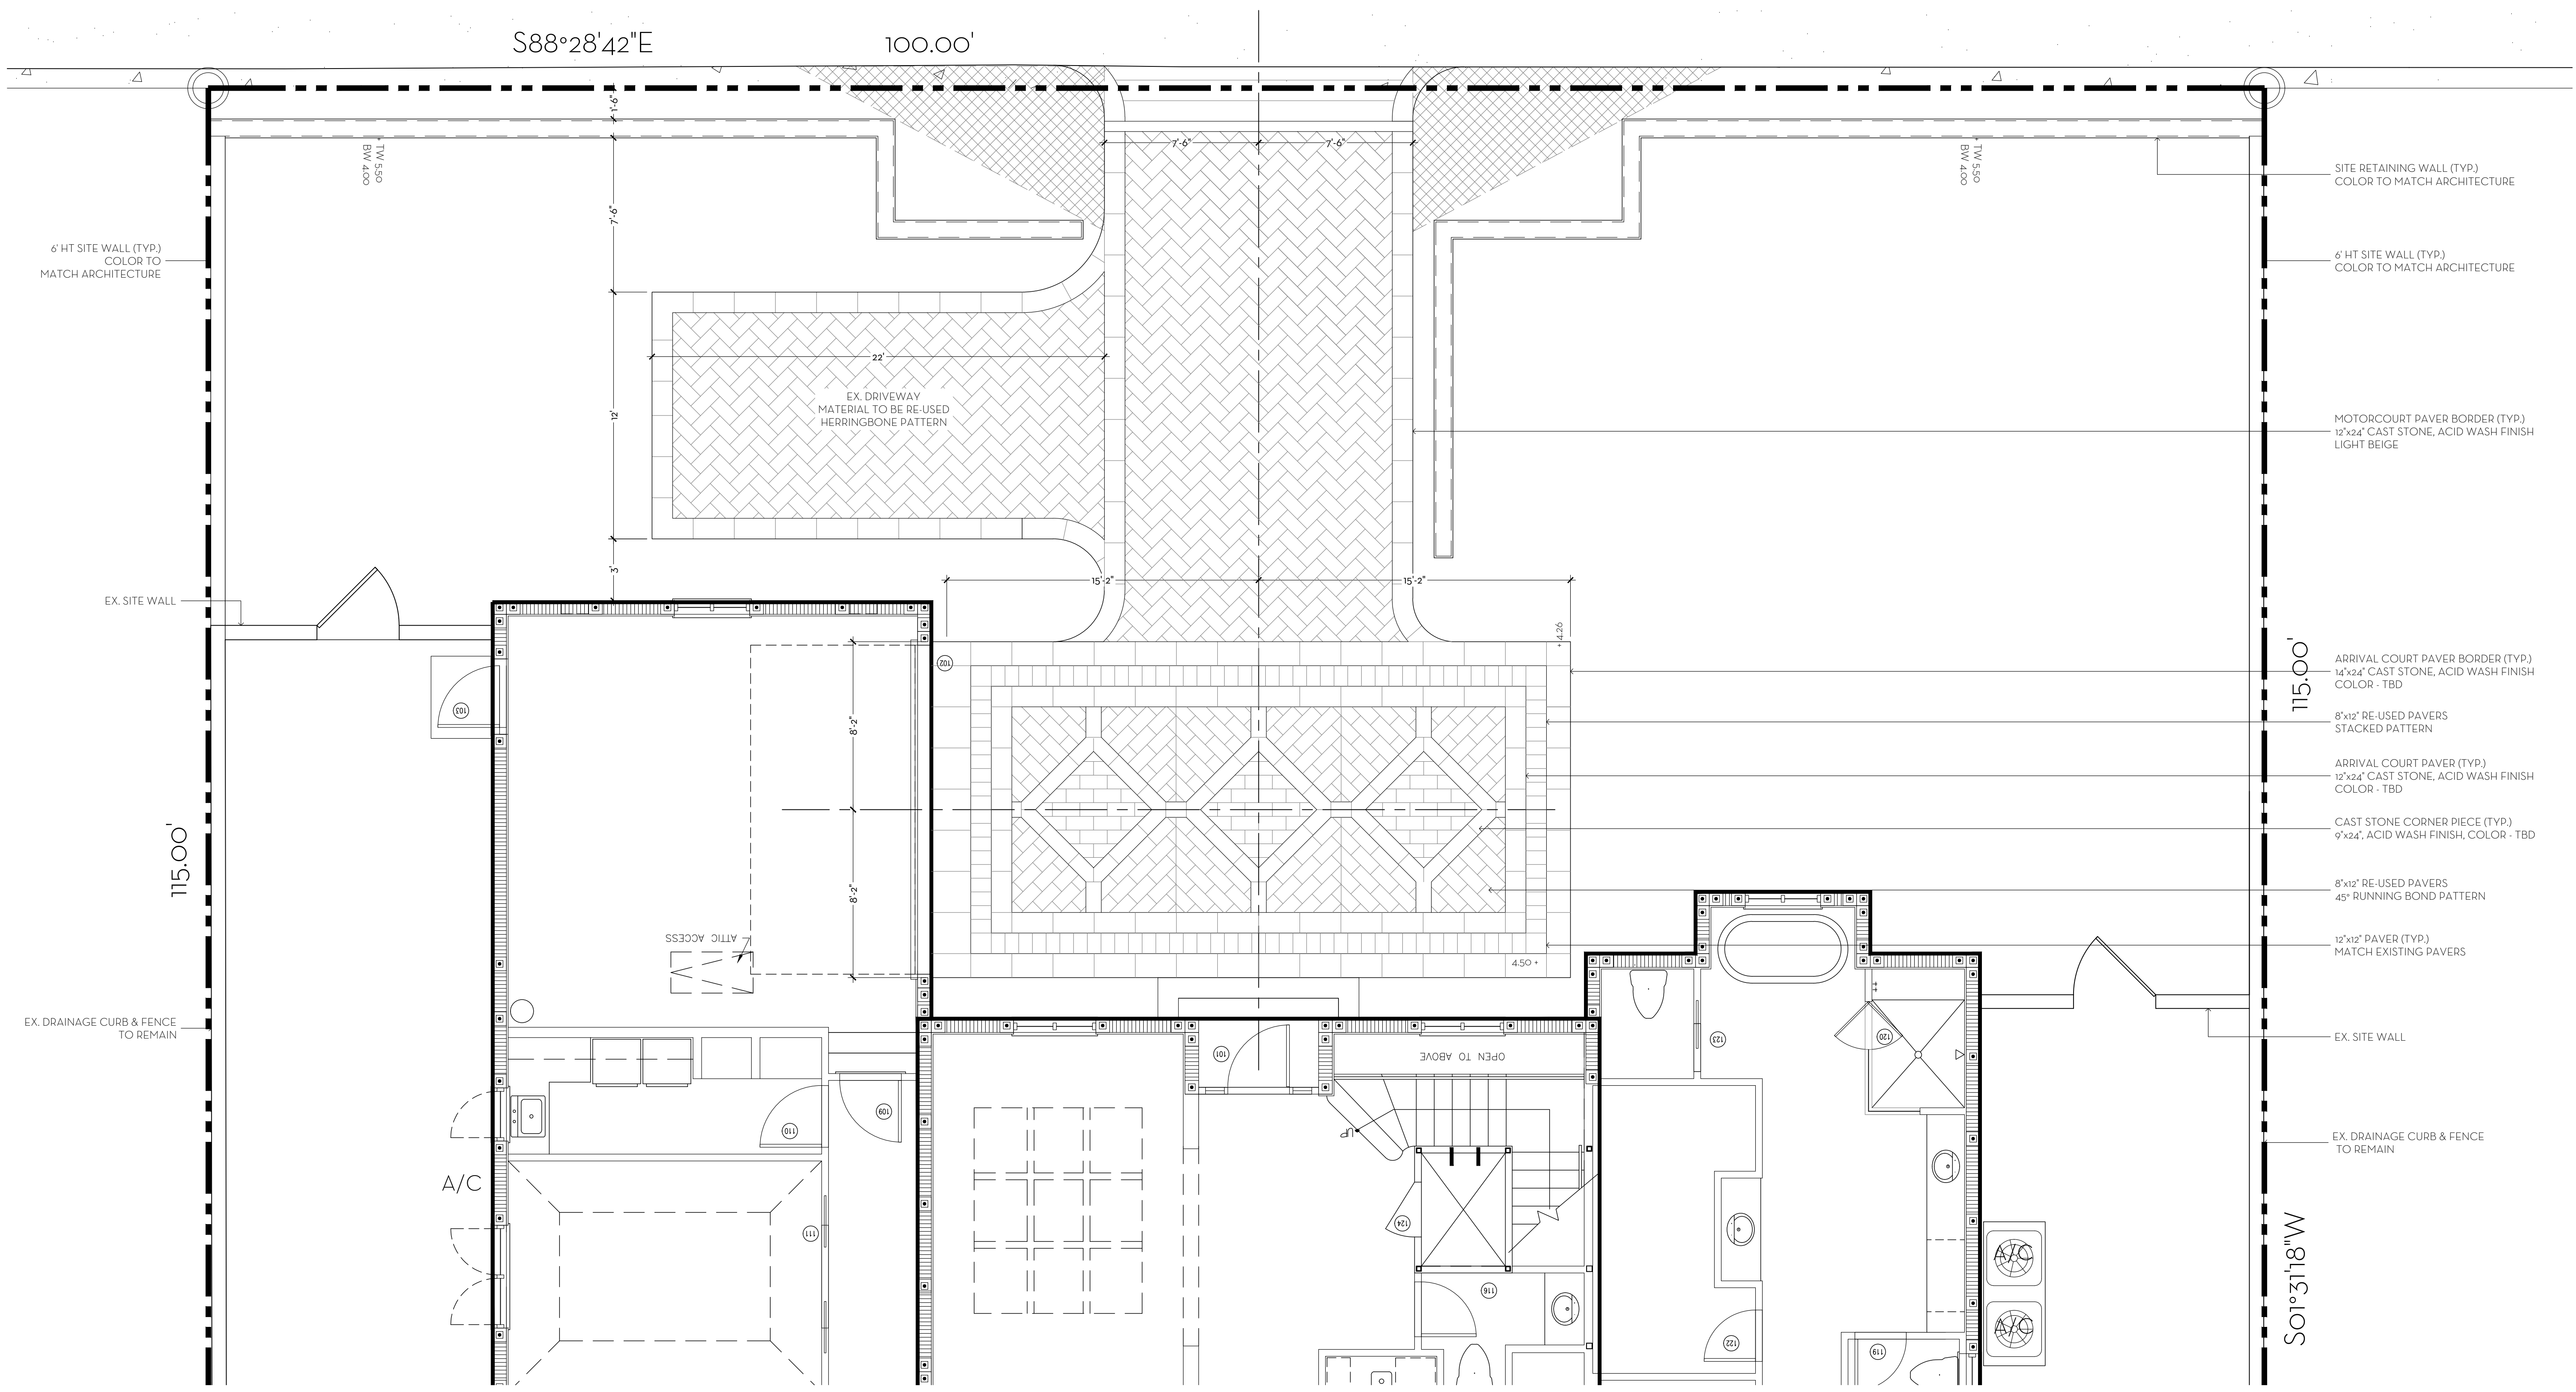 S88°28'42"E
100.00'
1'-6"
7'-6"
7'-6"
* TW 5.50
BW 4.00
* TW 5.50
BW 4.00
SITE RETAINING WALL (TYP.)
COLOR TO MATCH ARCHITECTURE
7'-6"
6' HT SITE WALL (TYP.)
COLOR TO
MATCH ARCHITECTURE
6' HT SITE WALL (TYP.)
COLOR TO MATCH ARCHITECTURE
22'
EX. DRIVEWAY
MATERIAL TO BE RE-USED
HERRINGBONE PATTERN
12'
MOTORCOURT PAVER BORDER (TYP.)
12"x24" CAST STONE, ACID WASH FINISH
LIGHT BEIGE
3'
15'-2"
15'-2"
EX. SITE WALL
+ 4.26
102
103
115.00'
ARRIVAL COURT PAVER BORDER (TYP.)
14"x24" CAST STONE, ACID WASH FINISH
COLOR - TBD
8'-2"
8"x12" RE-USED PAVERS
STACKED PATTERN
ARRIVAL COURT PAVER (TYP.)
12"x24" CAST STONE, ACID WASH FINISH
COLOR - TBD
115.00'
CAST STONE CORNER PIECE (TYP.)
9"x24", ACID WASH FINISH, COLOR - TBD
8'-2"
8"x12" RE-USED PAVERS
45° RUNNING BOND PATTERN
ATTIC ACCESS
12"x12" PAVER (TYP.)
MATCH EXISTING PAVERS
4.50 +
EX. DRAINAGE CURB & FENCE
TO REMAIN
101
OPEN TO ABOVE
123
120
EX. SITE WALL
109
110
UP
EX. DRAINAGE CURB & FENCE
TO REMAIN
A/C
111
124
A/C
116
A/C
122
119
S01°31'18"W